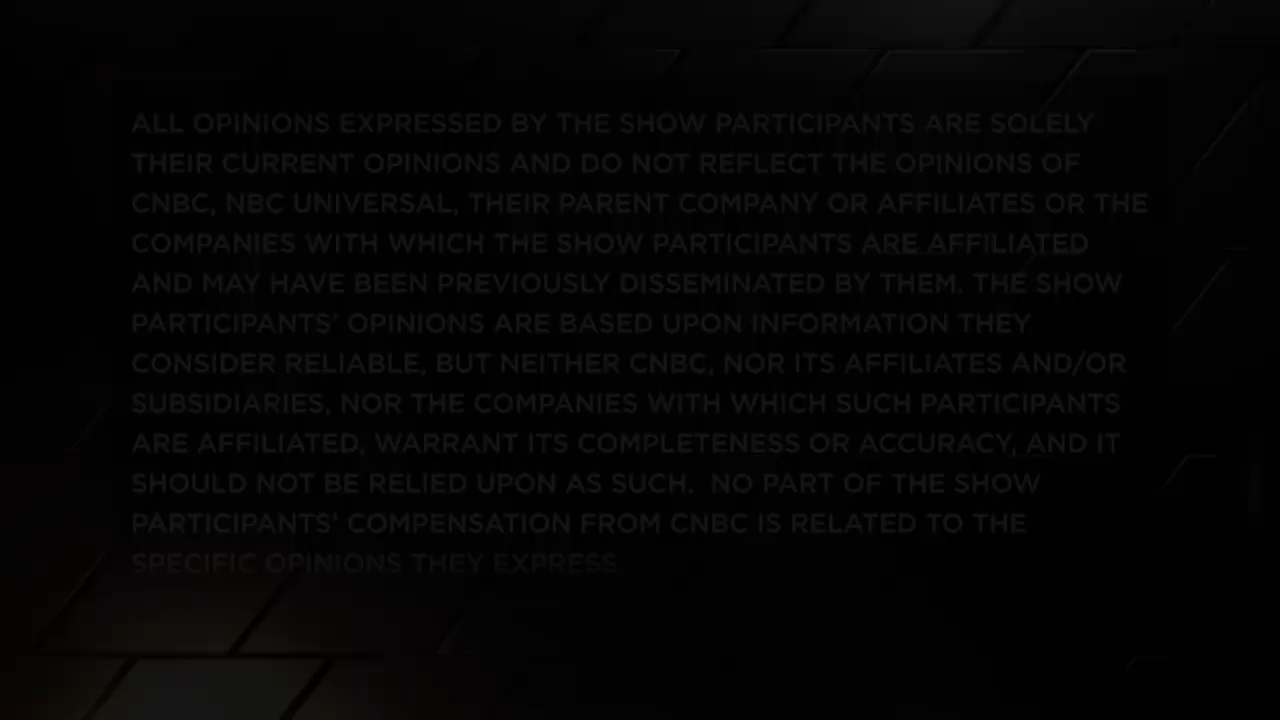 ALL OPINIONS EXPRESSED BY THE SHOW PARTICIPANTS ARE SOLELY
THEIR CURRENT OPINIONS AND DO NOT REFLECT THE OPINIONS OF
CNBC, NBC UNIVERSAL, THEIR PARENT COMPANY OR AFFILIATES OR THE
COMPANIES WITH WHICH THE SHOW PARTICIPANTS ARE AFFILIATED
AND MAY HAVE BEEN PREVIOUSLY DISSEMINATED BY THEM. THE SHOW
PARTICIPANTS' OPINIONS ARE BASED UPON INFORMATION THEY
CONSIDER RELIABLE, BUT NEITHER CNBC, NOR ITS AFFILIATES AND/OR
SUBSIDIARIES, NOR THE COMPANIES WITH WHICH SUCH PARTICIPANTS
ARE AFFILIATED, WARRANT ITS COMPLETENESS OR ACCURACY, AND IT
SHOULD NOT BE RELIED UPON AS SUCH. NO PART OF THE SHOW
PARTICIPANTS' COMPENSATION FROM CNBC IS RELATED TO THE
SPECIFIC OPINIONS THEY EXPRESS